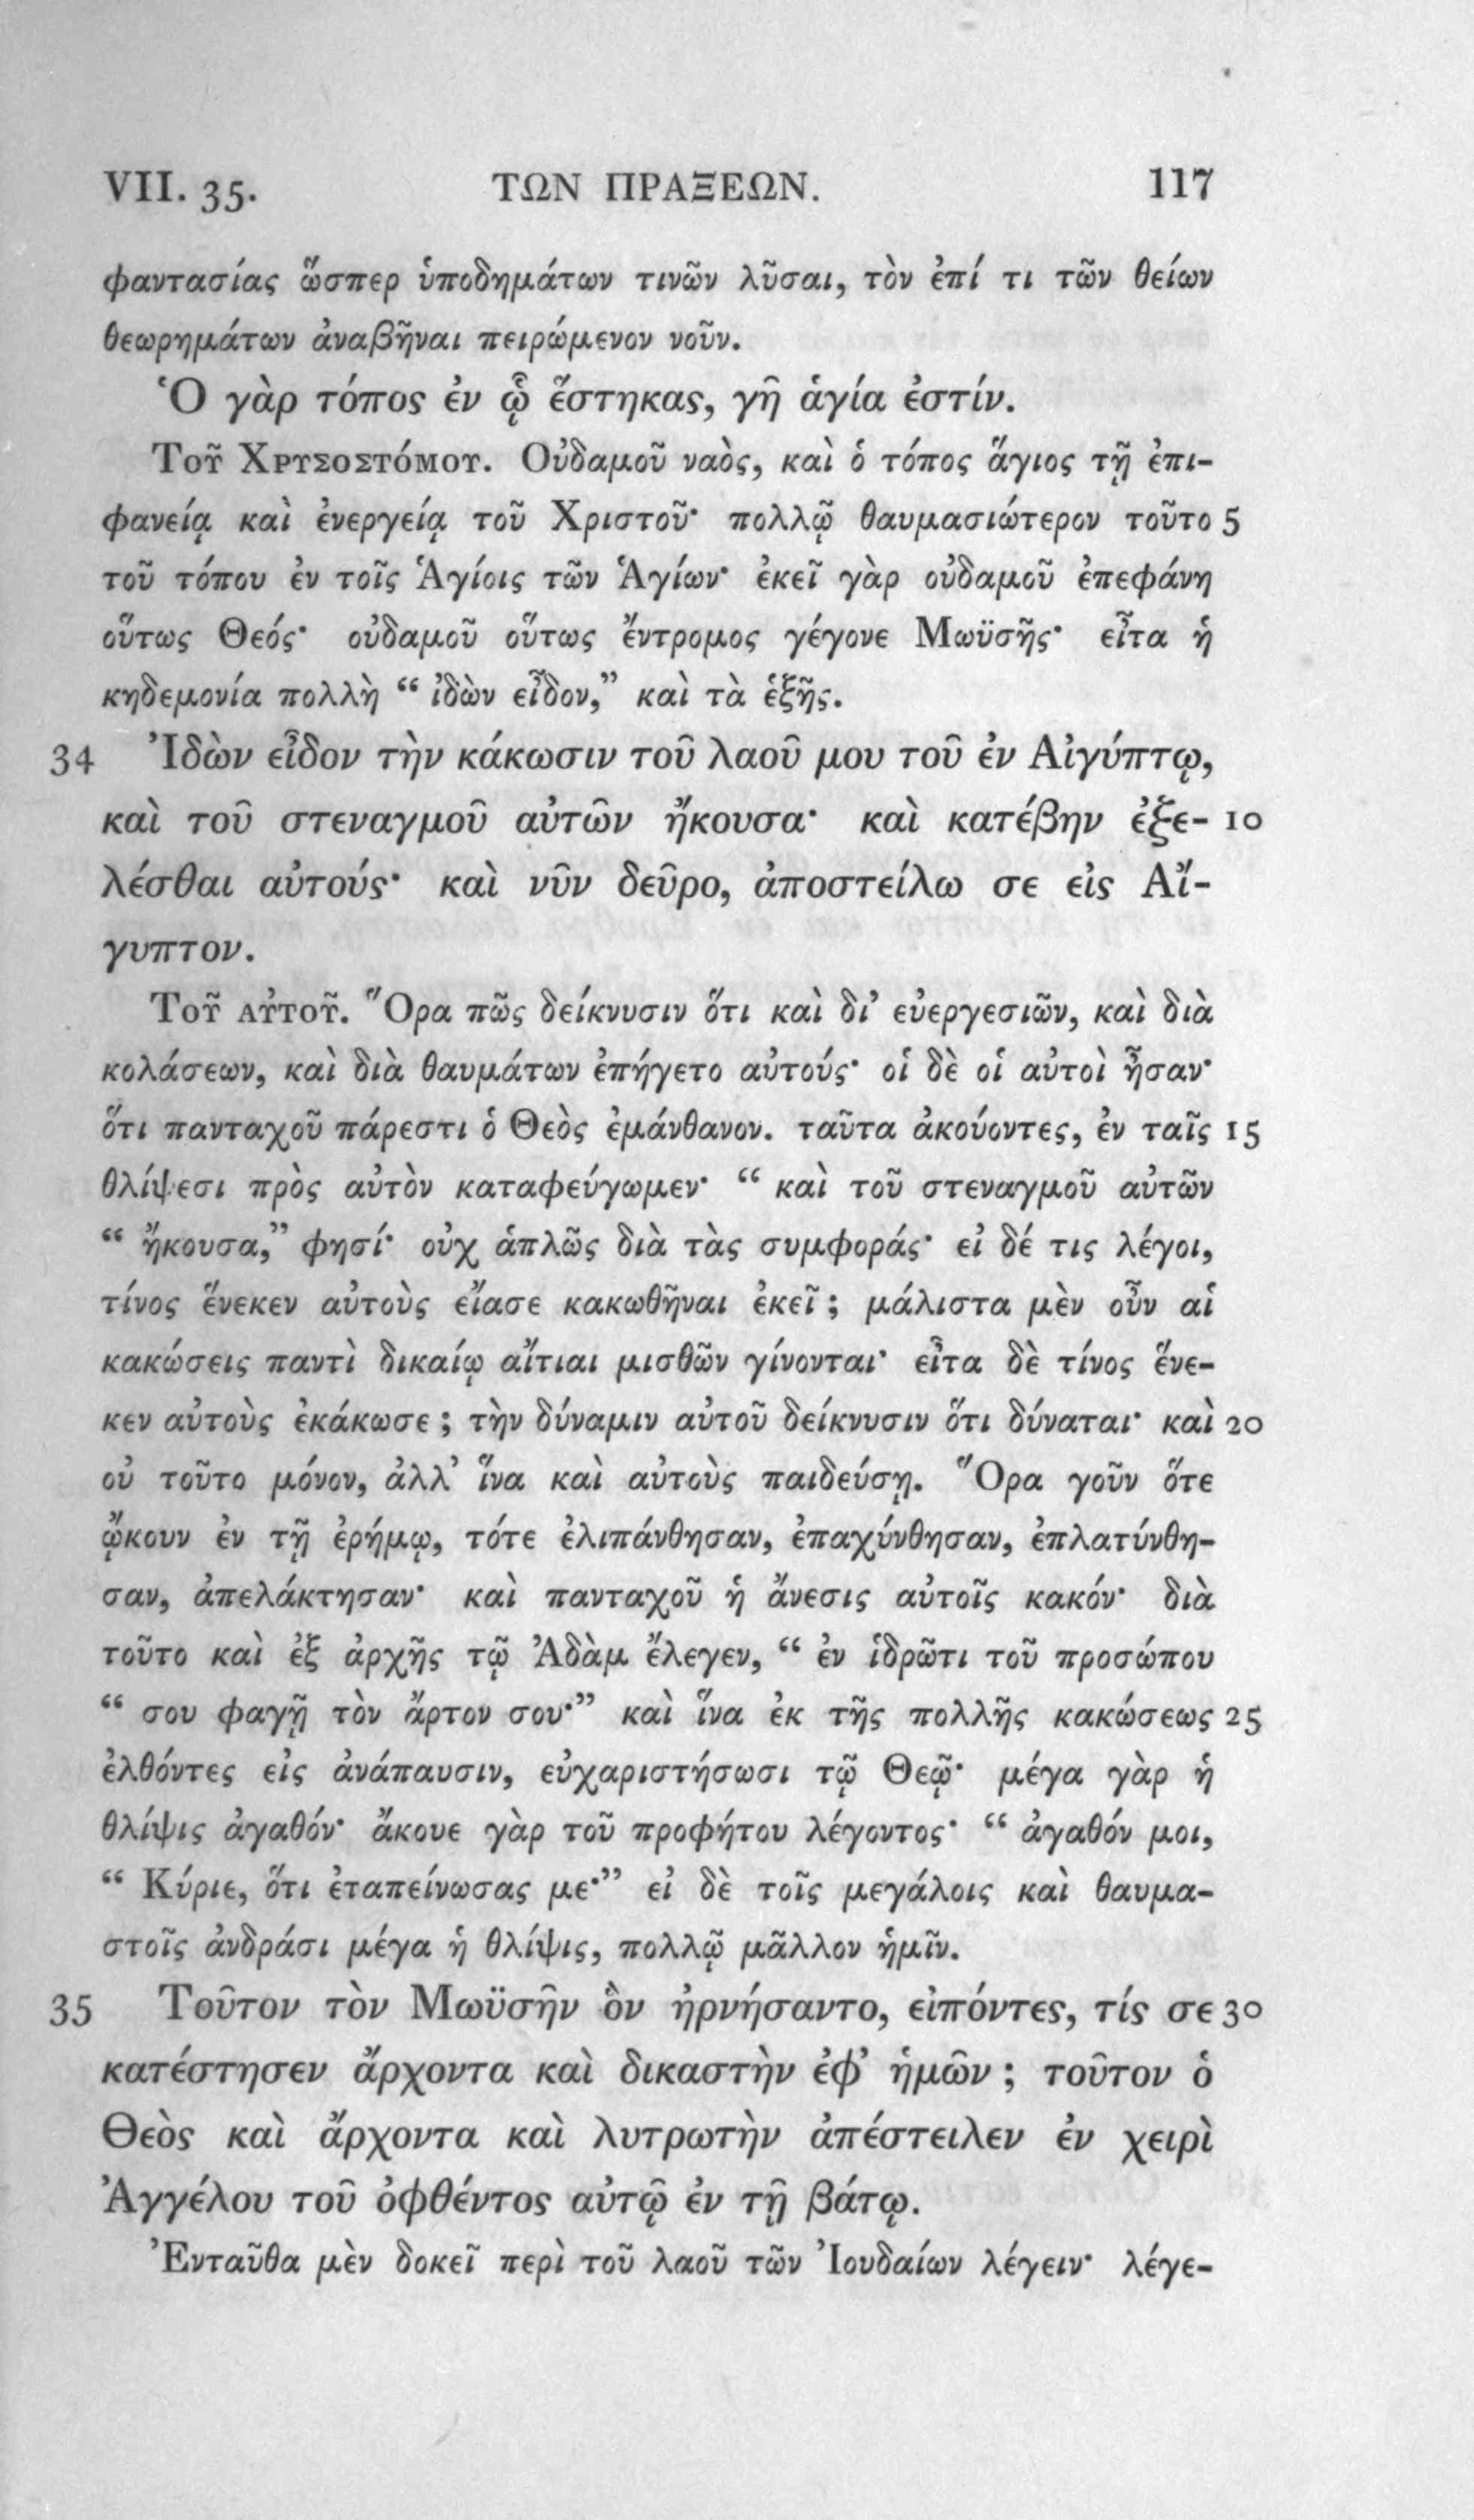 VII. 35. ΤΩΝ ΠΡΑΞΕΩΝ. 117
φαντασίας ὥσπερ ὑποδημάτων τινῶν λῦσαι, τὸν ἐπί τι τῶν θείων
θεωρημάτων ἀναβῆναι πειρώμενον νοῦν.
Ὁ γὰρ τόπος ἐν ᾧ ἕστηκας, γῆ ἁγία ἐστίν.
Τοῦ Χρυσοστόμου. Οὐδαμοῦ ναὸς, καὶ ὁ τόπος ἅγιος τῇ ἐπι-
φανείᾳ καὶ ἐνεργείᾳ τοῦ Χριστοῦ· πολλῷ θαυμασιώτερον τοῦτο 5
τοῦ τόπου ἐν τοῖς Ἁγίοις τῶν Ἁγίων· ἐκεῖ γὰρ οὐδαμοῦ ἐπεφάνη
οὕτως Θεός· οὐδαμοῦ οὕτως ἔντρομος γέγονε Μωϋσῆς· εἶτα ἡ
κηδεμονία πολλὴ “ ἰδὼν εἶδον,” καὶ τὰ ἑξῆς.
34 Ἰδὼν εἶδον τὴν κάκωσιν τοῦ λαοῦ μου τοῦ ἐν Αἰγύπτῳ,
καὶ τοῦ στεναγμοῦ αὐτῶν ἤκουσα· καὶ κατέβην ἐξε- 10
λέσθαι αὐτούς· καὶ νῦν δεῦρο, ἀποστείλω σε εἰς Αἴ-
γυπτον.
Τοῦ αὐτοῦ. Ὅρα πῶς δείκνυσιν ὅτι καὶ δι’ εὐεργεσιῶν, καὶ διὰ
κολάσεων, καὶ διὰ θαυμάτων ἐπήγετο αὐτούς· οἱ δὲ οἱ αὐτοὶ ἦσαν·
ὅτι πανταχοῦ πάρεστι ὁ Θεὸς ἐμάνθανον. ταῦτα ἀκούοντες, ἐν ταῖς 15
θλίψεσι πρὸς αὐτὸν καταφεύγωμεν· “ καὶ τοῦ στεναγμοῦ αὐτῶν
“ ἤκουσα,” φησί· οὐχ ἁπλῶς διὰ τὰς συμφοράς· εἰ δέ τις λέγοι,
τίνος ἕνεκεν αὐτοὺς εἴασε κακωθῆναι ἐκεῖ ; μάλιστα μὲν οὖν αἱ
κακώσεις παντὶ δικαίῳ αἴτιαι μισθῶν γίνονται· εἶτα δὲ τίνος ἕνε-
κεν αὐτοὺς ἐκάκωσε ; τὴν δύναμιν αὐτοῦ δείκνυσιν ὅτι δύναται· καὶ 20
οὐ τοῦτο μόνον, ἀλλ’ ἵνα καὶ αὐτοὺς παιδεύσῃ. Ὅρα γοῦν ὅτε
ᾤκουν ἐν τῇ ἐρήμῳ, τότε ἐλιπάνθησαν, ἐπαχύνθησαν, ἐπλατύνθη-
σαν, ἀπελάκτησαν· καὶ πανταχοῦ ἡ ἄνεσις αὐτοῖς κακόν· διὰ
τοῦτο καὶ ἐξ ἀρχῆς τῷ Ἀδὰμ ἔλεγεν, “ ἐν ἱδρῶτι τοῦ προσώπου
“ σου φαγῇ τὸν ἄρτον σου·” καὶ ἵνα ἐκ τῆς πολλῆς κακώσεως 25
ἐλθόντες εἰς ἀνάπαυσιν, εὐχαριστήσωσι τῷ Θεῷ· μέγα γὰρ ἡ
θλίψις ἀγαθόν· ἄκουε γὰρ τοῦ προφήτου λέγοντος· “ ἀγαθόν μοι,
“ Κύριε, ὅτι ἐταπείνωσας με·” εἰ δὲ τοῖς μεγάλοις καὶ θαυμα-
στοῖς ἀνδράσι μέγα ἡ θλίψις, πολλῷ μᾶλλον ἡμῖν.
35 Τοῦτον τὸν Μωϋσῆν ὃν ἠρνήσαντο, εἰπόντες, τίς σε 30
κατέστησεν ἄρχοντα καὶ δικαστὴν ἐφ’ ἡμῶν ; τοῦτον ὁ
Θεὸς καὶ ἄρχοντα καὶ λυτρωτὴν ἀπέστειλεν ἐν χειρὶ
Ἀγγέλου τοῦ ὀφθέντος αὐτῷ ἐν τῇ βάτῳ.
Ἐνταῦθα μὲν δοκεῖ περὶ τοῦ λαοῦ τῶν Ἰουδαίων λέγειν· λέγε-